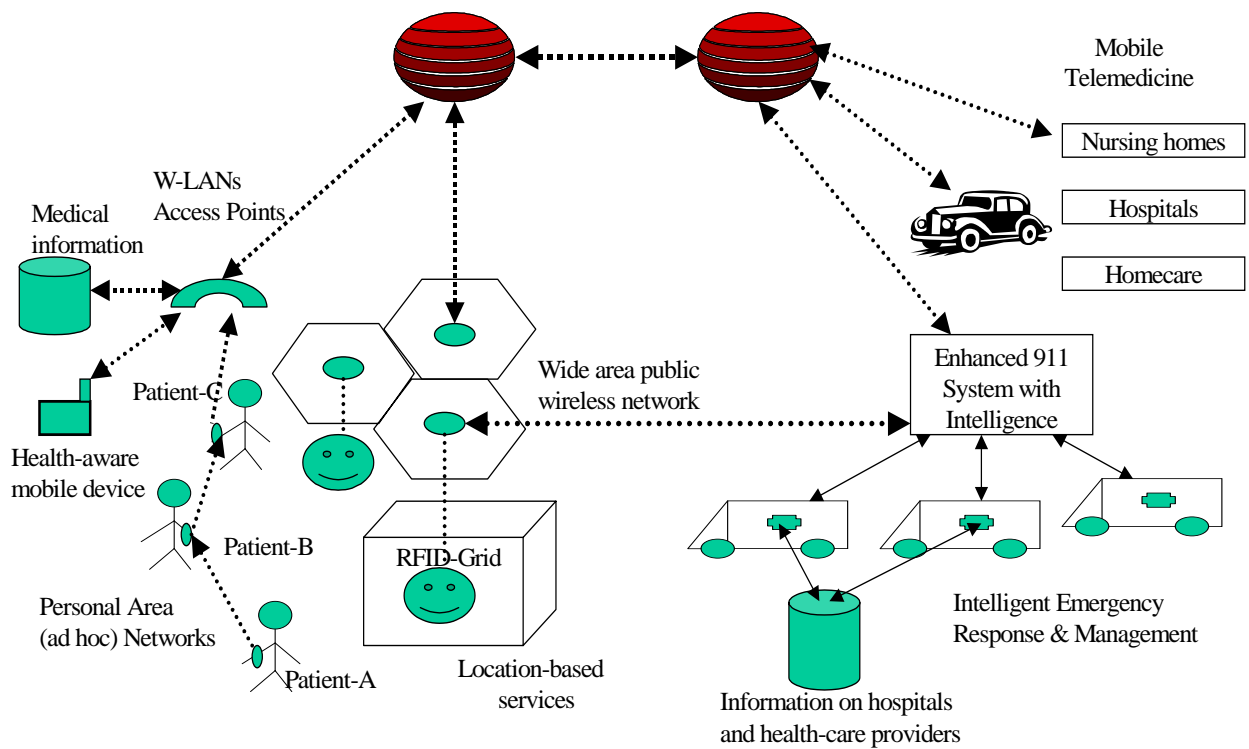 Mobile
Telemedicine
Nursing homes
Hospitals
Homecare
W-LANs
Access Points
Medical
information
Patient-C
Health-aware
mobile device
Patient-B
Personal Area
(ad hoc) Networks
Patient-A
Wide area public
wireless network
RFID-Grid
Location-based
services
Enhanced 911
System with
Intelligence
Intelligent Emergency
Response & Management
Information on hospitals
and health-care providers